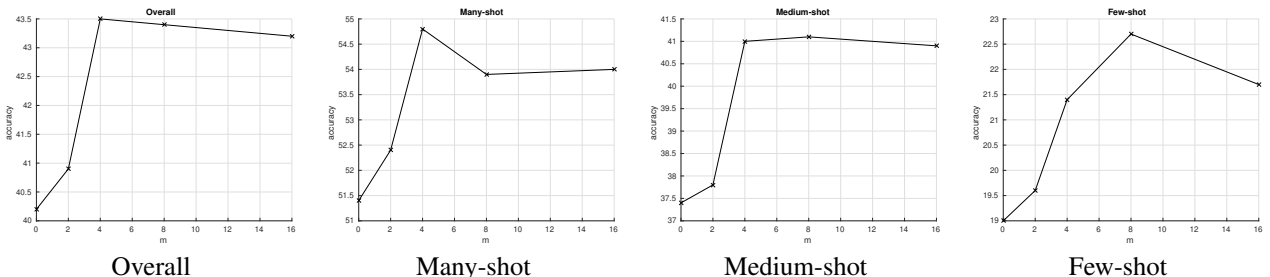 Overall
43.5
43
42.5
42
41.5
41
40.5
40
accuracy
0 2 4 6 8 10 12 14 16
m
Overall
Many-shot
55
54.5
54
53.5
53
52.5
52
51.5
51
accuracy
0 2 4 6 8 10 12 14 16
m
Many-shot
Medium-shot
41.5
41
40.5
40
39.5
39
38.5
38
37.5
37
accuracy
0 2 4 6 8 10 12 14 16
m
Medium-shot
Few-shot
23
22.5
22
21.5
21
20.5
20
19.5
19
accuracy
0 2 4 6 8 10 12 14 16
m
Few-shot